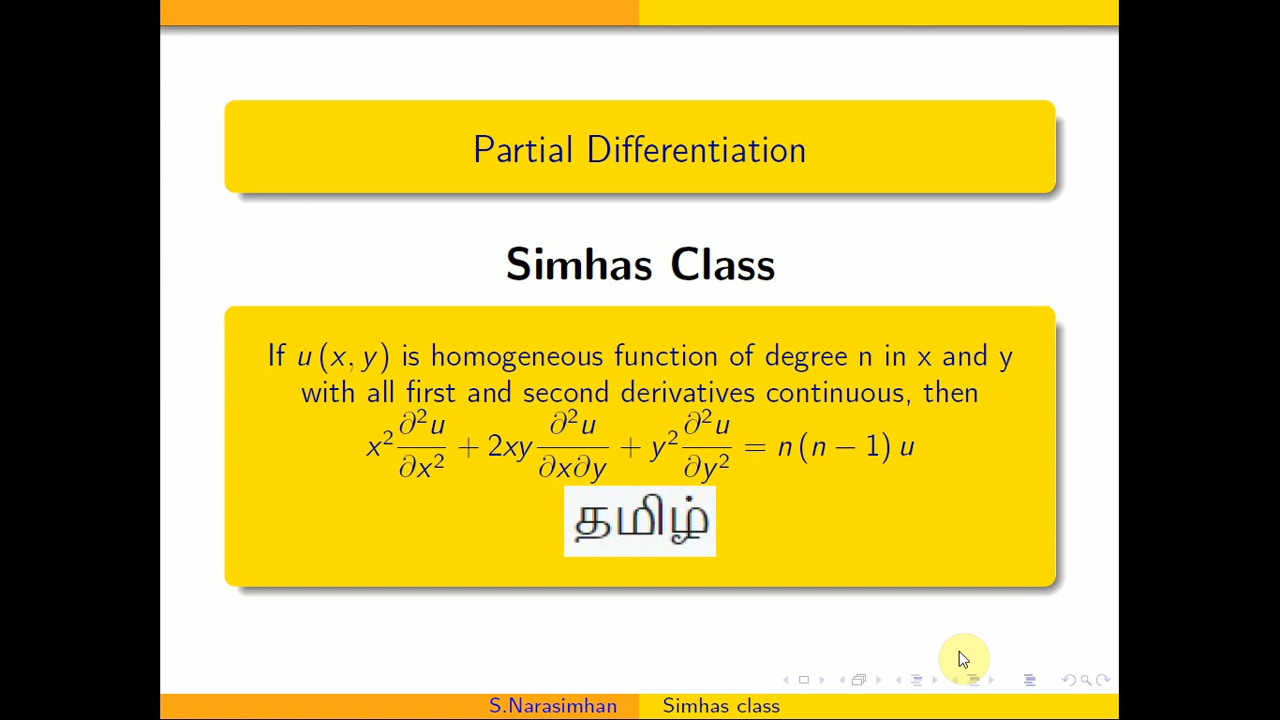 Partial Differentiation
Simhas Class
If u (x, y) is homogeneous function of degree n in x and y
with all first and second derivatives continuous, then
x² ∂²u/∂x² + 2xy ∂²u/∂x∂y + y² ∂²u/∂y² = n (n − 1) u
தமிழ்
S.Narasimhan Simhas class